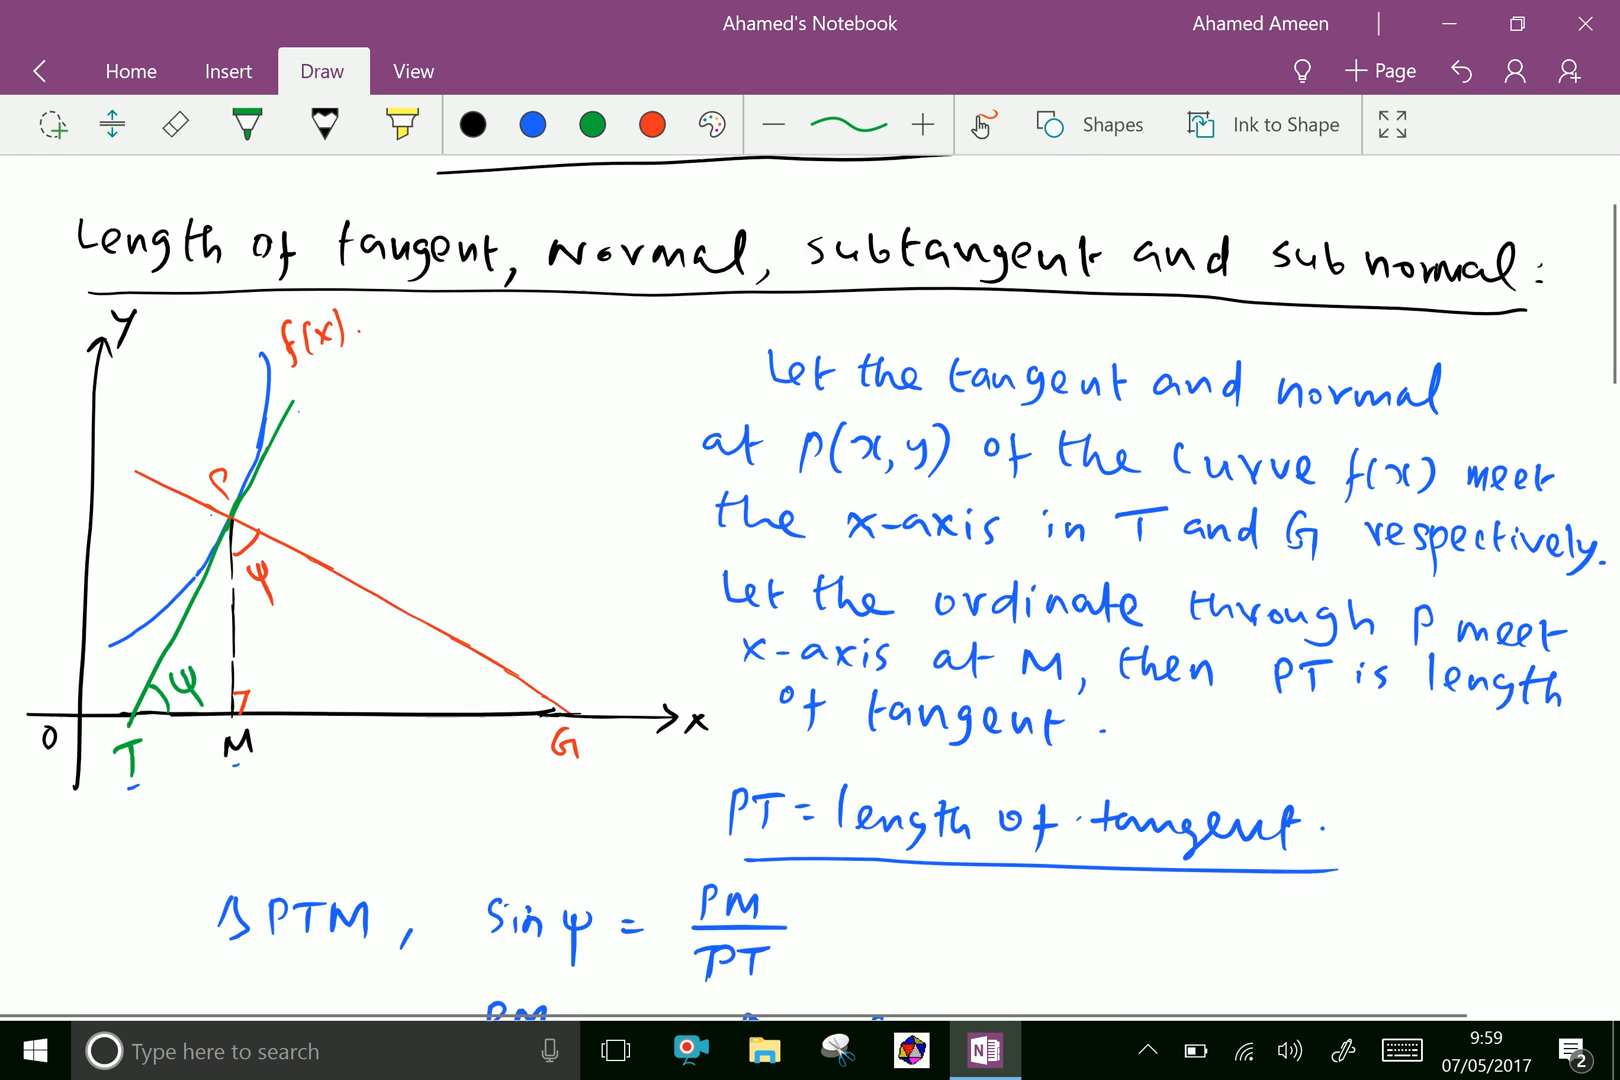 Ahamed's Notebook
Ahamed Ameen
Home
Insert
Draw
View
Page
Shapes
Ink to Shape
Length of tangent, Normal, subtangent and subnormal:
Y
f(x).
P
ψ
ψ
O
T
M
G
x
Let the tangent and normal
at P(x,y) of the curve f(x) meet
the x-axis in T and G respectively.
Let the ordinate through P meet
x-axis at M, then PT is length
of tangent.
PT = length of tangent.
Δ PTM, Sin ψ = PM/PT
PM
Type here to search
9:59
07/05/2017
2